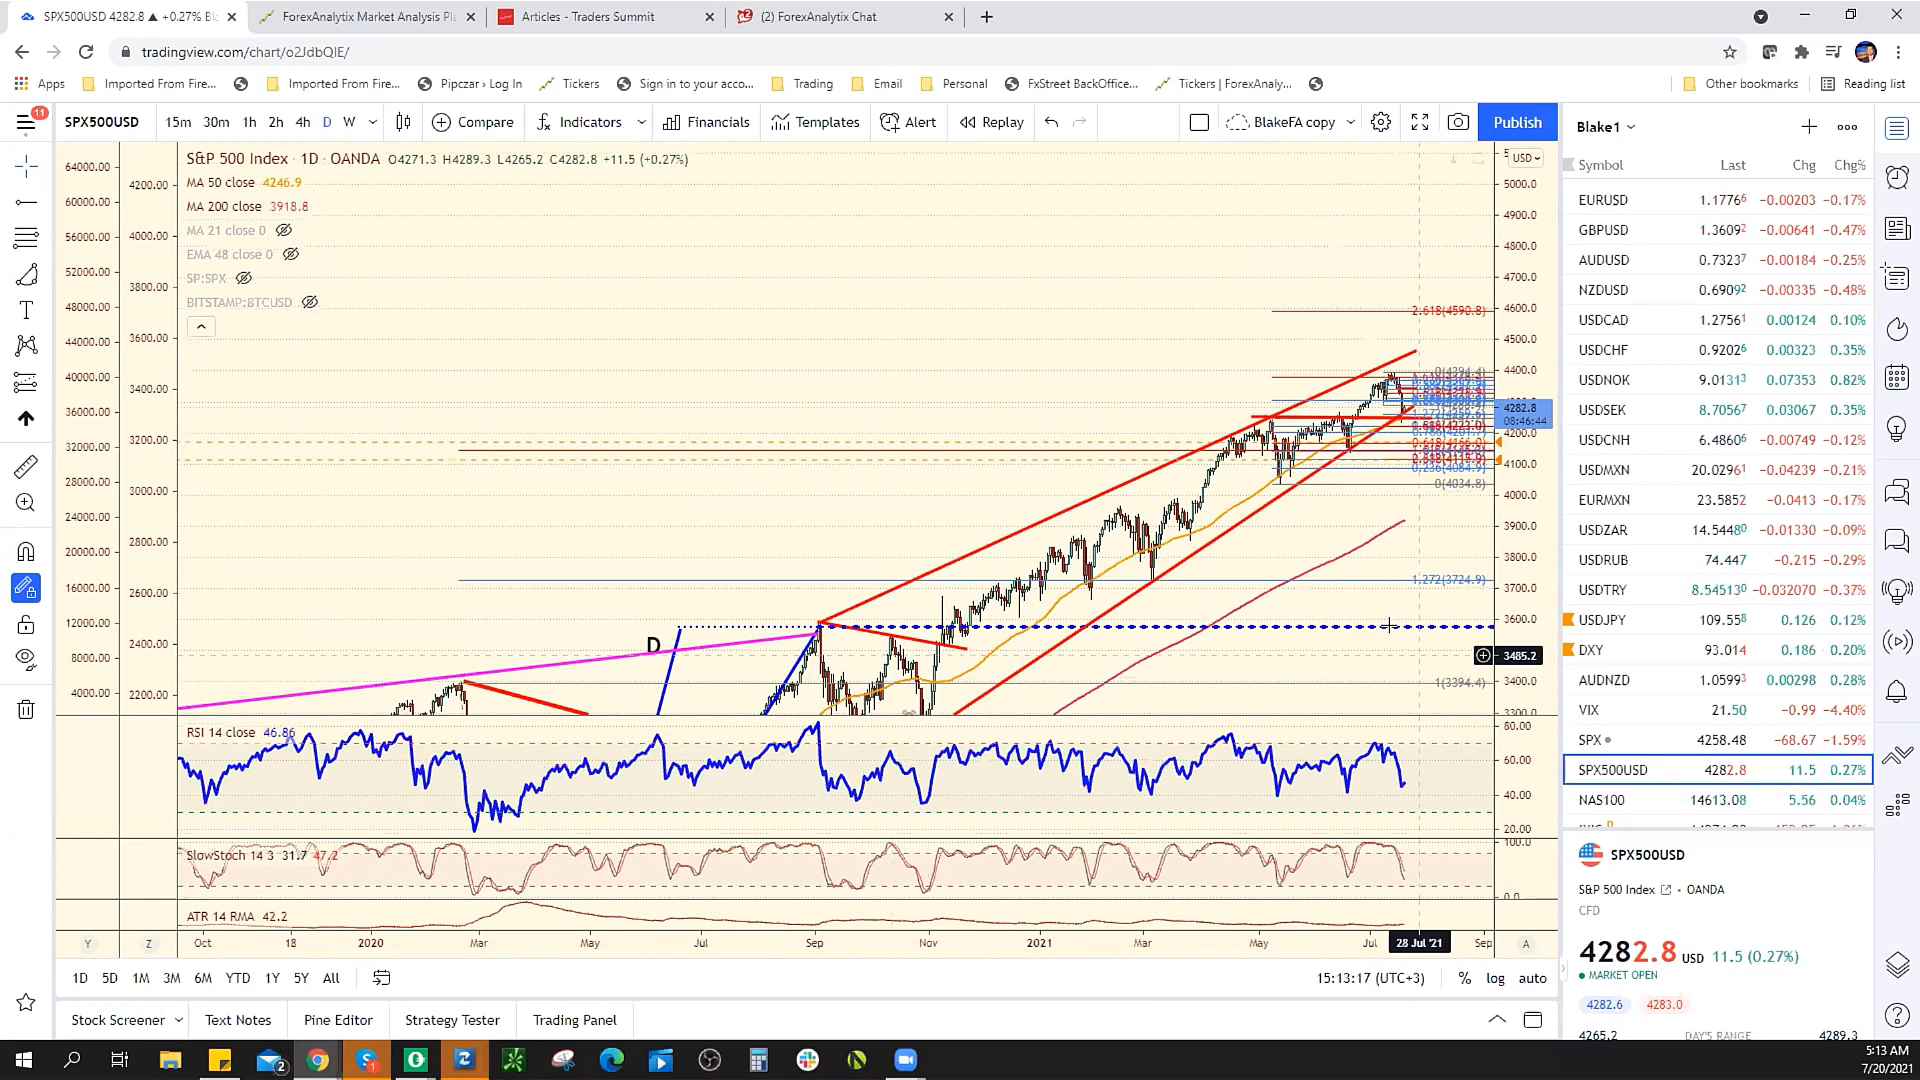 SPX500USD 4282.8 ▲ +0.27% Bl
ForexAnalytix Market Analysis Pla
Articles - Traders Summit
(2) ForexAnalytix Chat
tradingview.com/chart/o2JdbQIE/
Apps
Imported From Fire...
Imported From Fire...
Pipczar › Log In
Tickers
Sign in to your acco...
Trading
Email
Personal
FxStreet BackOffice...
Tickers | ForexAnaly...
Other bookmarks
Reading list
11
SPX500USD
15m 30m 1h 2h 4h D W
Compare
Indicators
Financials
Templates
Alert
Replay
BlakeFA copy
Publish
S&P 500 Index · 1D · OANDA O4271.3 H4289.3 L4265.2 C4282.8 +11.5 (+0.27%)
MA 50 close 4246.9
MA 200 close 3918.8
MA 21 close 0
EMA 48 close 0
SP:SPX
BITSTAMP:BTCUSD
64000.00
60000.00
56000.00
52000.00
48000.00
44000.00
40000.00
36000.00
32000.00
28000.00
24000.00
20000.00
16000.00
12000.00
8000.00
4000.00
4200.00
4000.00
3800.00
3400.00
3200.00
3000.00
2800.00
2600.00
2400.00
2200.00
USD
5000.0
4900.0
4800.0
4700.0
4600.0
4500.0
4400.0
4282.8
08:46:44
4200.0
4100.0
4000.0
3900.0
3800.0
3700.0
3600.0
3485.2
3400.0
3300.0
2.618(4590.8)
0(4394.4)
0.236(4084.9)
0(4034.8)
1.272(3724.9)
1(3394.4)
D
RSI 14 close 46.86
80.00
60.00
40.00
20.00
SlowStoch 14 3 31.7 47.2
100.0
0.0
ATR 14 RMA 42.2
Y Z Oct 18 2020 Mar May Jul Sep Nov 2021 Mar May Jul 28 Jul '21 Sep A
1D 5D 1M 3M 6M YTD 1Y 5Y All
15:13:17 (UTC+3) % log auto
Stock Screener
Text Notes
Pine Editor
Strategy Tester
Trading Panel
Blake1
Symbol Last Chg Chg%
EURUSD 1.17766 −0.00203 −0.17%
GBPUSD 1.36092 −0.00641 −0.47%
AUDUSD 0.73237 −0.00184 −0.25%
NZDUSD 0.69092 −0.00335 −0.48%
USDCAD 1.27561 0.00124 0.10%
USDCHF 0.92026 0.00323 0.35%
USDNOK 9.01313 0.07353 0.82%
USDSEK 8.70567 0.03067 0.35%
USDCNH 6.48606 −0.00749 −0.12%
USDMXN 20.02961 −0.04239 −0.21%
EURMXN 23.5852 −0.0413 −0.17%
USDZAR 14.54480 −0.01330 −0.09%
USDRUB 74.447 −0.215 −0.29%
USDTRY 8.545130 −0.032070 −0.37%
USDJPY 109.558 0.126 0.12%
DXY 93.014 0.186 0.20%
AUDNZD 1.05993 0.00298 0.28%
VIX 21.50 −0.99 −4.40%
SPX 4258.48 −68.67 −1.59%
SPX500USD 4282.8 11.5 0.27%
NAS100 14613.08 5.56 0.04%
SPX500USD
S&P 500 Index · OANDA
CFD
4282.8 USD 11.5 (0.27%)
MARKET OPEN
4282.6 4283.0
4265.2 DAY'S RANGE 4289.3
2
1
5:13 AM
7/20/2021